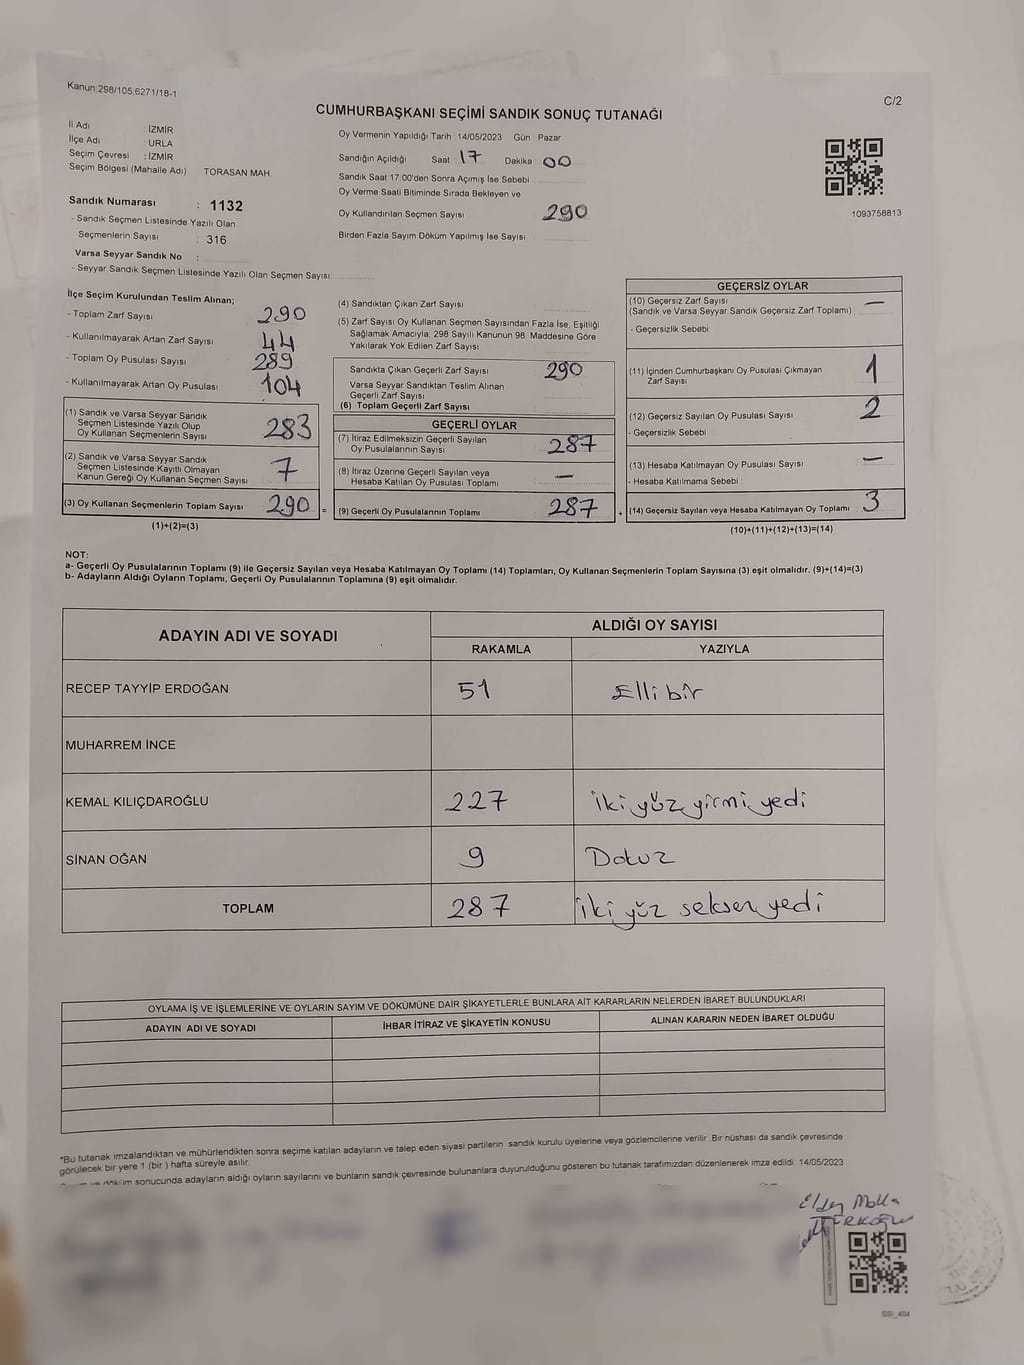 Kanun:298/105,6271/18-1
C/2
CUMHURBAŞKANI SEÇİMİ SANDIK SONUÇ TUTANAĞI
İl Adı : İZMİR
İlçe Adı : URLA
Seçim Çevresi : İZMİR
Seçim Bölgesi (Mahalle Adı) TORASAN MAH.
Sandık Numarası : 1132
- Sandık Seçmen Listesinde Yazılı Olan
Seçmenlerin Sayısı : 316
Varsa Seyyar Sandık No :
- Seyyar Sandık Seçmen Listesinde Yazılı Olan Seçmen Sayısı:
Oy Vermenin Yapıldığı Tarih 14/05/2023 Gün Pazar
Sandığın Açıldığı Saat 17 Dakika 00
Sandık Saat 17:00'den Sonra Açımış İse Sebebi
Oy Verme Saati Bitiminde Sırada Bekleyen ve
Oy Kullandırılan Seçmen Sayısı 290
Birden Fazla Sayım Döküm Yapılmış İse Sayısı
1093758813
İlçe Seçim Kurulundan Teslim Alınan;
- Toplam Zarf Sayısı 290
- Kullanılmayarak Artan Zarf Sayısı 44
- Toplam Oy Pusulası Sayısı 289
- Kullanılmayarak Artan Oy Pusulası 104
(1) Sandık ve Varsa Seyyar Sandık
Seçmen Listesinde Yazılı Olup
Oy Kullanan Seçmenlerin Sayısı 283
(2) Sandık ve Varsa Seyyar Sandık
Seçmen Listesinde Kayıtlı Olmayan
Kanun Gereği Oy Kullanan Seçmen Sayısı 7
(3) Oy Kullanan Seçmenlerin Toplam Sayısı 290 =
(1)+(2)=(3)
(4) Sandıktan Çıkan Zarf Sayısı
(5) Zarf Sayısı Oy Kullanan Seçmen Sayısından Fazla İse, Eşitliği
Sağlamak Amacıyla; 298 Sayılı Kanunun 98. Maddesine Göre
Yakılarak Yok Edilen Zarf Sayısı
Sandıkta Çıkan Geçerli Zarf Sayısı 290
Varsa Seyyar Sandıktan Teslim Alınan
Geçerli Zarf Sayısı
(6) Toplam Geçerli Zarf Sayısı
GEÇERLİ OYLAR
(7) İtiraz Edilmeksizin Geçerli Sayılan
Oy Pusulalarının Sayısı 287
(8) İtiraz Üzerine Geçerli Sayılan veya
Hesaba Katılan Oy Pusulası Toplamı —
(9) Geçerli Oy Pusulalarının Toplamı 287 +
GEÇERSİZ OYLAR
(10) Geçersiz Zarf Sayısı —
(Sandık ve Varsa Seyyar Sandık Geçersiz Zarf Toplamı)
- Geçersizlik Sebebi
(11) İçinden Cumhurbaşkanı Oy Pusulası Çıkmayan
Zarf Sayısı 1
(12) Geçersiz Sayılan Oy Pusulası Sayısı 2
- Geçersizlik Sebebi
(13) Hesaba Katılmayan Oy Pusulası Sayısı —
- Hesaba Katılmama Sebebi
(14) Geçersiz Sayılan veya Hesaba Katılmayan Oy Toplamı : 3
(10)+(11)+(12)+(13)=(14)
NOT:
a- Geçerli Oy Pusulalarının Toplamı (9) ile Geçersiz Sayılan veya Hesaba Katılmayan Oy Toplamı (14) Toplamları, Oy Kullanan Seçmenlerin Toplam Sayısına (3) eşit olmalıdır. (9)+(14)=(3)
b- Adayların Aldığı Oyların Toplamı, Geçerli Oy Pusulalarının Toplamına (9) eşit olmalıdır.
ADAYIN ADI VE SOYADI ALDIĞI OY SAYISI
RAKAMLA YAZIYLA
RECEP TAYYİP ERDOĞAN 51 Elli bir
MUHARREM İNCE
KEMAL KILIÇDAROĞLU 227 iki yüz yirmi yedi
SİNAN OĞAN 9 Dokuz
TOPLAM 287 iki yüz seksen yedi
OYLAMA İŞ VE İŞLEMLERİNE VE OYLARIN SAYIM VE DÖKÜMÜNE DAİR ŞİKAYETLERLE BUNLARA AİT KARARLARIN NELERDEN İBARET BULUNDUKLARI
ADAYIN ADI VE SOYADI İHBAR İTİRAZ VE ŞİKAYETİN KONUSU ALINAN KARARIN NEDEN İBARET OLDUĞU
*Bu tutanak imzalandıktan ve mühürlendikten sonra seçime katılan adayların ve talep eden siyasi partilerin sandık kurulu üyelerine veya gözlemcilerine verilir. Bir nüshası da sandık çevresinde
görülecek bir yere 1 (bir) hafta süreyle asılır.
ve döküm sonucunda adayların aldığı oyların sayılarını ve bunların sandık çevresinde bulunanlara duyurulduğunu gösteren bu tutanak tarafımızdan düzenlenerek imza edildi. 14/05/2023